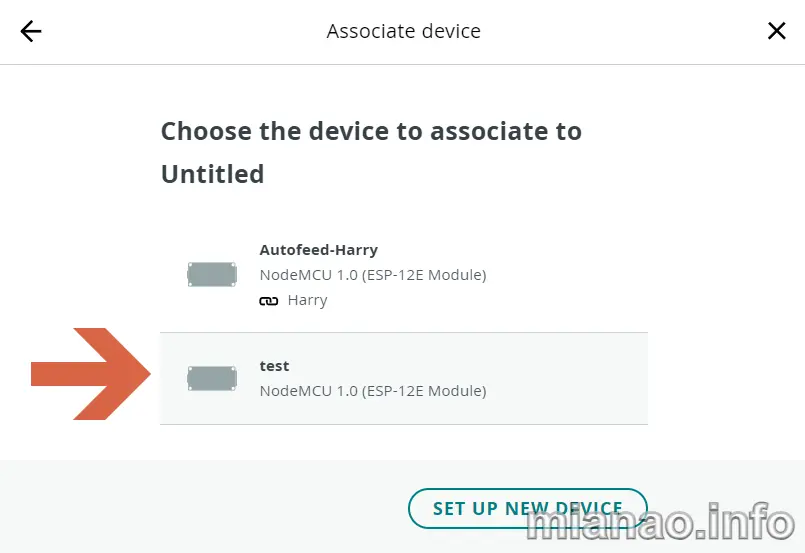 Associate device
Choose the device to associate to
Untitled
Autofeed-Harry
NodeMCU 1.0 (ESP-12E Module)
Harry
test
NodeMCU 1.0 (ESP-12E Module)
SET UP NEW DEVICE
mianao.info